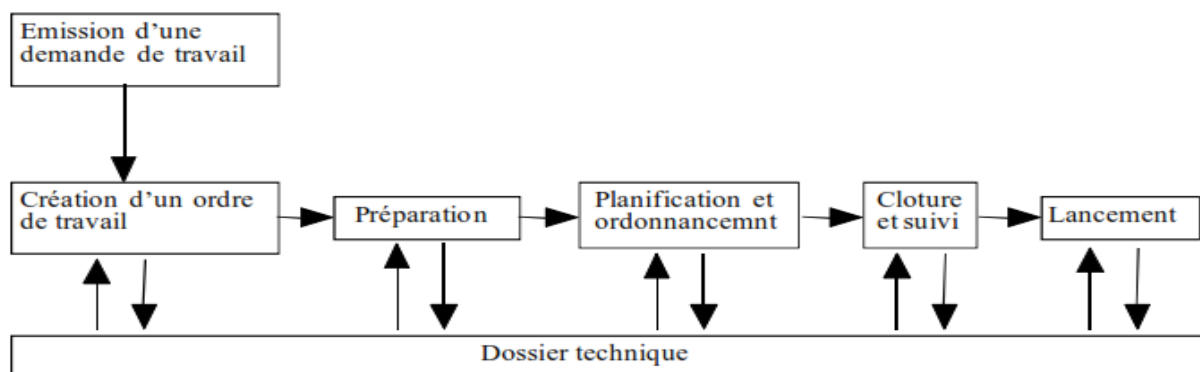 Emission d'une
demande de travail
Création d'un ordre
de travail
Préparation
Planification et
ordonnancemnt
Cloture
et suivi
Lancement
Dossier technique